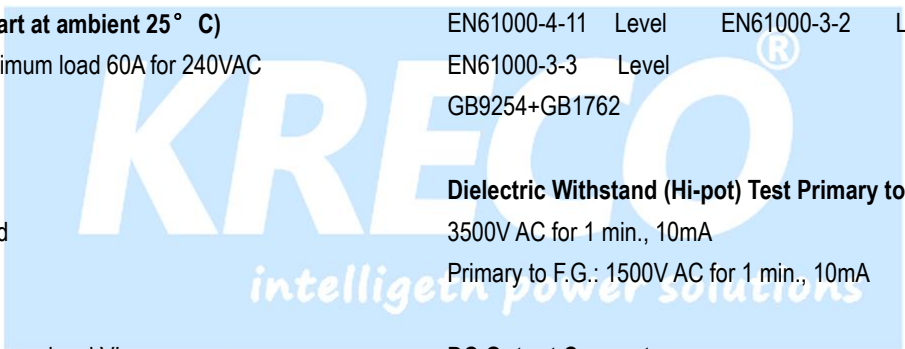 art at ambient 25° C)
imum load 60A for 240VAC
d
EN61000-4-11 Level EN61000-3-2 L
EN61000-3-3 Level
GB9254+GB1762
Dielectric Withstand (Hi-pot) Test Primary to
3500V AC for 1 min., 10mA
Primary to F.G.: 1500V AC for 1 min., 10mA
KRECO®
intelligeth power solutions